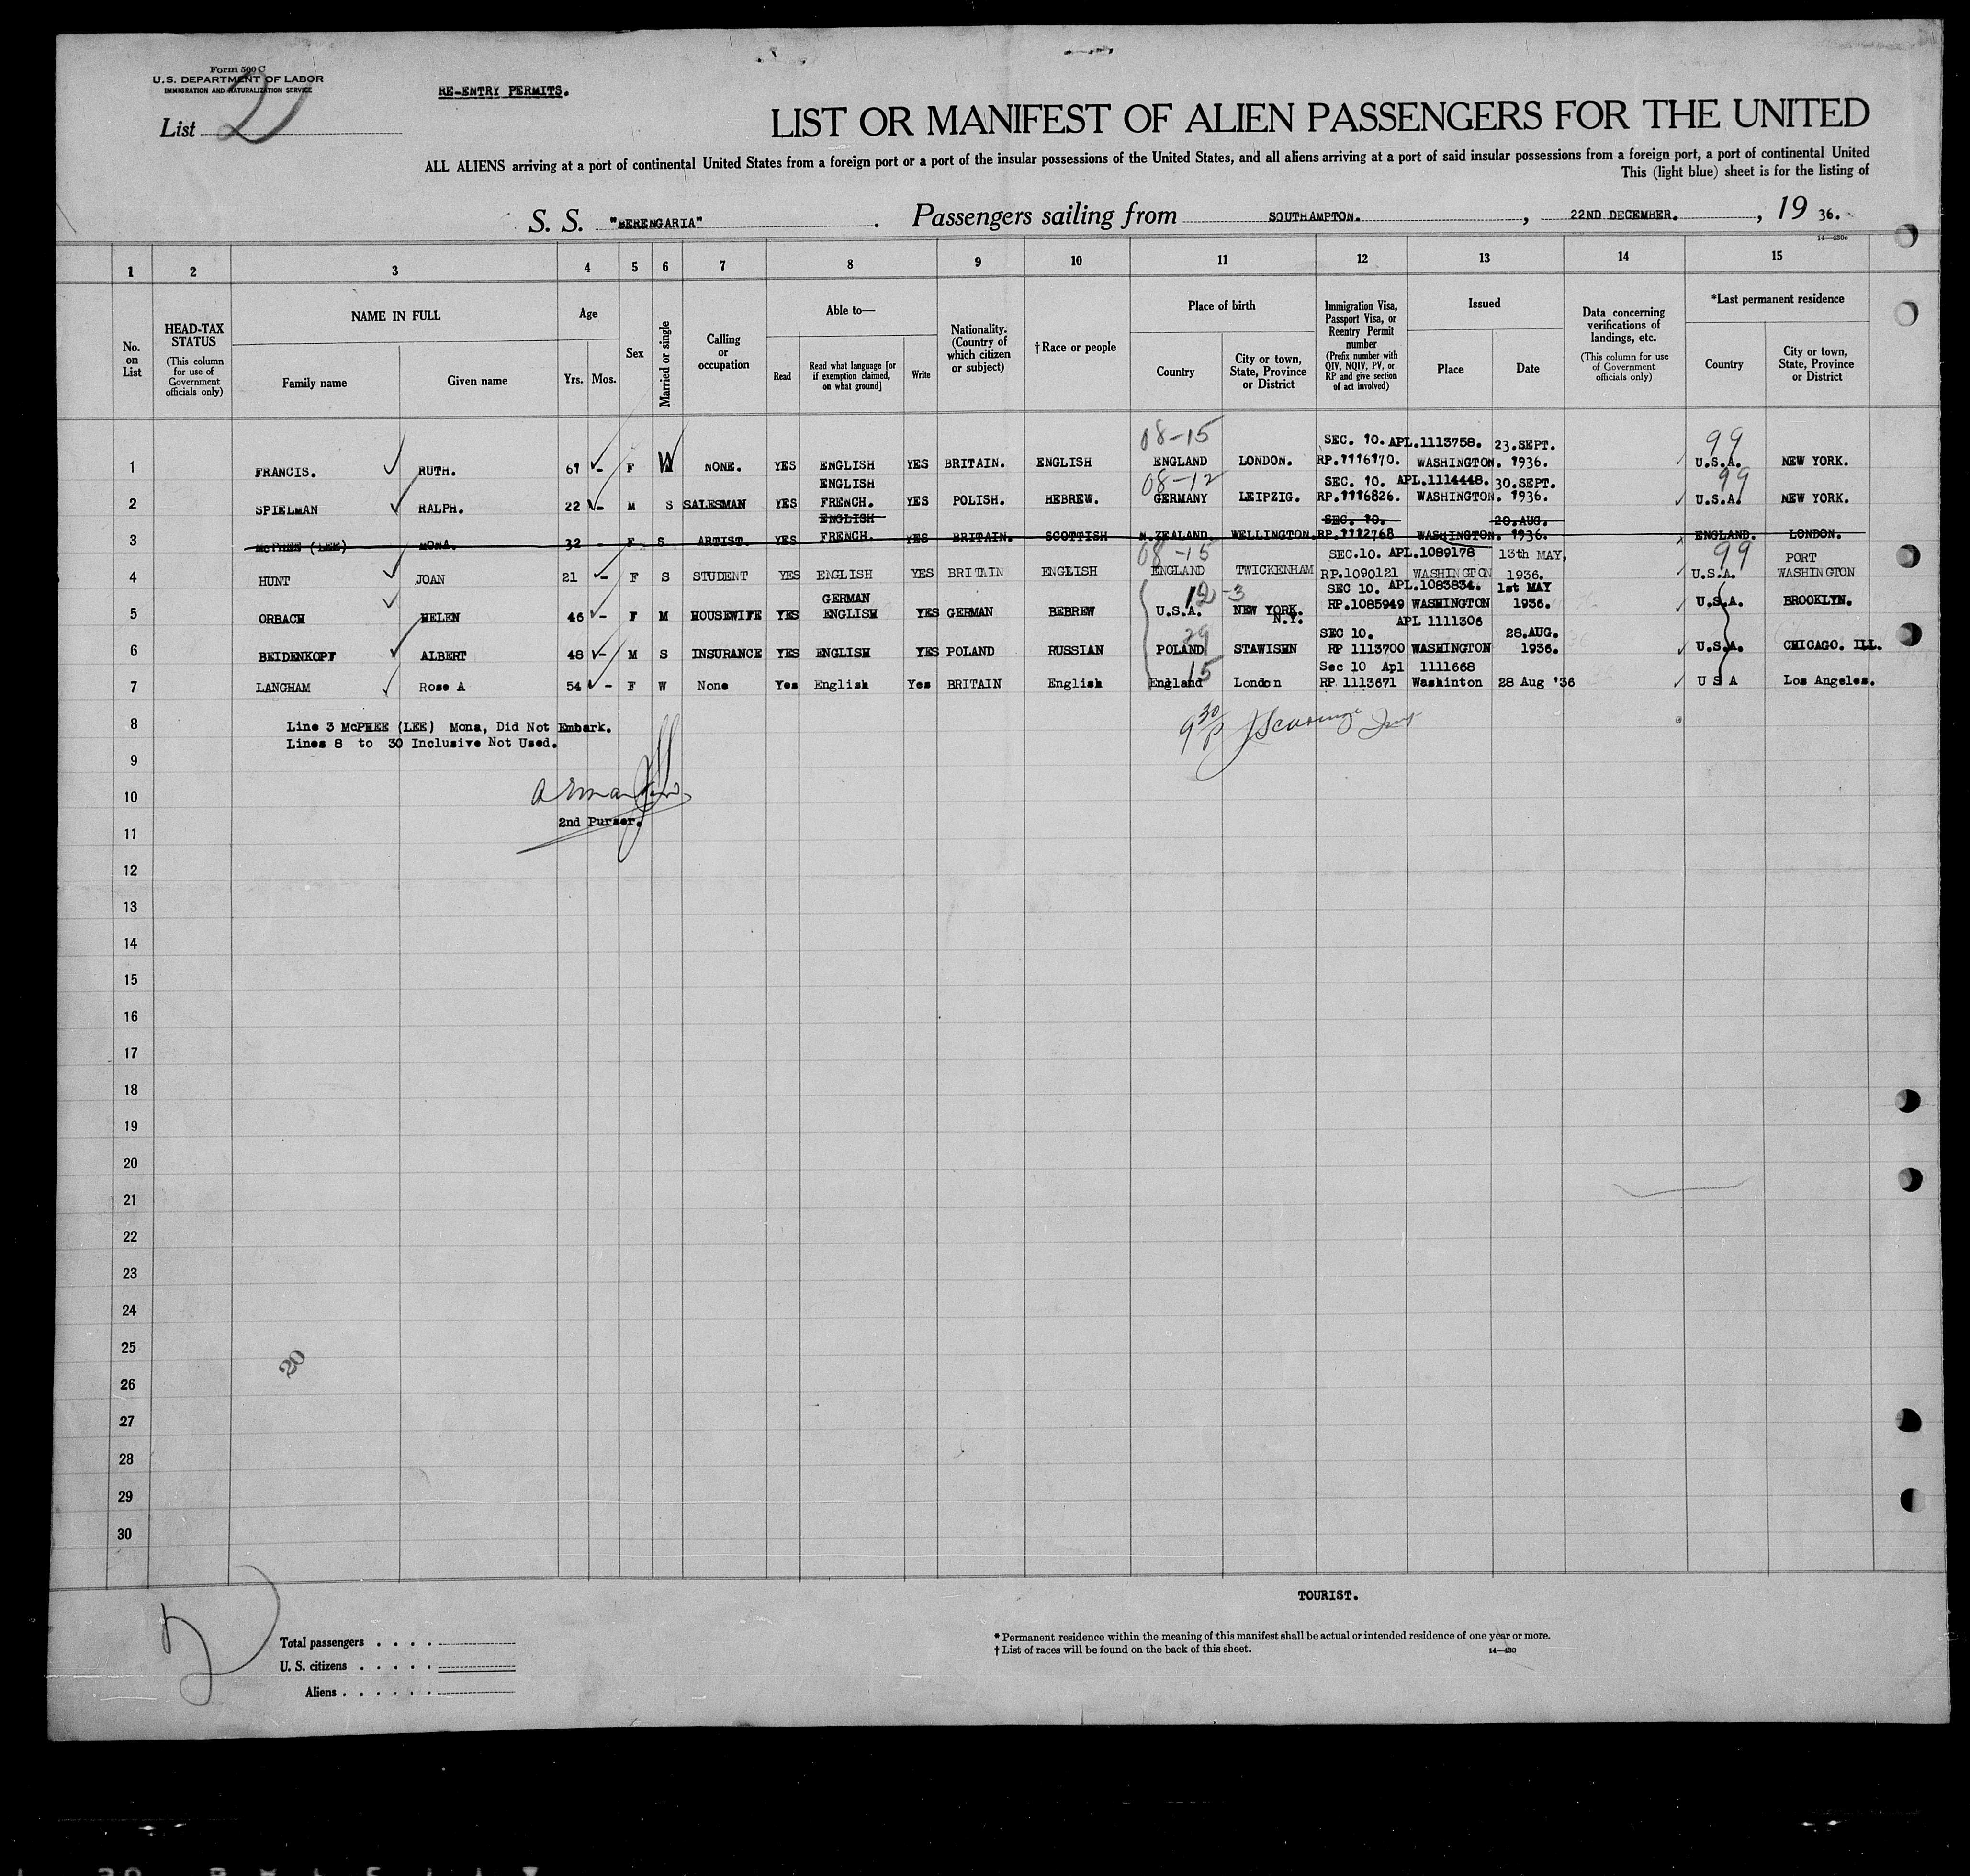 Form 500 C
U.S. DEPARTMENT OF LABOR
IMMIGRATION AND NATURALIZATION SERVICE
RE-ENTRY PERMITS.
List 2
LIST OR MANIFEST OF ALIEN PASSENGERS FOR THE UNITED
ALL ALIENS arriving at a port of continental United States from a foreign port or a port of the insular possessions of the United States, and all aliens arriving at a port of said insular possessions from a foreign port, a port of continental United
This (light blue) sheet is for the listing of
S. S. "BERENGARIA". Passengers sailing from SOUTHAMPTON. , 22ND DECEMBER. , 19 36.
14—430c
1 2 3 4 5 6 7 8 9 10 11 12 13 14 15
No. on List
HEAD-TAX STATUS (This column for use of Government officials only)
NAME IN FULL
Family name
Given name
Age
Yrs. Mos.
Sex
Married or single
Calling or occupation
Able to—
Read
Read what language [or if exemption claimed, on what ground]
Write
Nationality. (Country of which citizen or subject)
† Race or people
Place of birth
Country
City or town, State, Province or District
Immigration Visa, Passport Visa, or Reentry Permit number (Prefix number with QIV, NQIV, PV, or RP and give section of act involved)
Issued
Place
Date
Data concerning verifications of landings, etc. (This column for use of Government officials only)
*Last permanent residence
Country
City or town, State, Province or District
08-15 SEC. 10. APL.1113758. 23.SEPT. 99
1 FRANCIS. RUTH. 61 - F W NONE. YES ENGLISH YES BRITAIN. ENGLISH ENGLAND LONDON. RP.1116170. WASHINGTON. 1936. U.S.A. NEW YORK.
ENGLISH 08-12 SEC. 10. APL.1114448. 30.SEPT. 99
2 SPIELMAN RALPH. 22 - M S SALESMAN YES FRENCH. YES POLISH. HEBREW. GERMANY LEIPZIG. RP.1116826. WASHINGTON. 1936. U.S.A. NEW YORK.
ENGLISH SEC. 10. 20.AUG.
3 McPHEE (LEE) MONA. 32 - F S ARTIST. YES FRENCH. YES BRITAIN. SCOTTISH N.ZEALAND. WELLINGTON. RP.1112768 WASHINGTON. 1936. ENGLAND. LONDON.
08-15 SEC.10. APL.1089178 13th MAY, 99 PORT
4 HUNT JOAN 21 - F S STUDENT YES ENGLISH YES BRITAIN ENGLISH ENGLAND TWICKENHAM RP.1090121 WASHINGTON 1936. U.S.A. WASHINGTON
GERMAN 12-3 SEC 10. APL.1083834. 1st MAY
5 ORBACH HELEN 46 - F M HOUSEWIFE YES ENGLISH YES GERMAN BEBREW U.S.A. NEW YORK. N.Y. RP.1085949 WASHINGTON 1936. U.S.A. BROOKLYN.
29 SEC 10. APL 1111306 28.AUG.
6 BEIDENKOPF ALBERT 48 - M S INSURANCE YES ENGLISH YES POLAND RUSSIAN POLAND STAWISHN RP 1113700 WASHINGTON 1936. U.S.A. CHICAGO. ILL.
15 Sec 10 Apl 1111668
7 LANGHAM Rose A 54 - F W None Yes English Yes BRITAIN English England London RP 1113671 Washinton 28 Aug '36 U S A Los Angeles.
8 Line 3 McPHEE (LEE) Mona, Did Not Embark.
Lines 8 to 30 Inclusive Not Used.
9 30
9
10
2nd Purser.
11
12
13
14
15
16
17
18
19
20
21
22
23
24
25
20
26
27
28
29
30
TOURIST.
2
Total passengers . . . .
U. S. citizens . . . . .
Aliens . . . . . .
* Permanent residence within the meaning of this manifest shall be actual or intended residence of one year or more.
† List of races will be found on the back of this sheet.
14—430